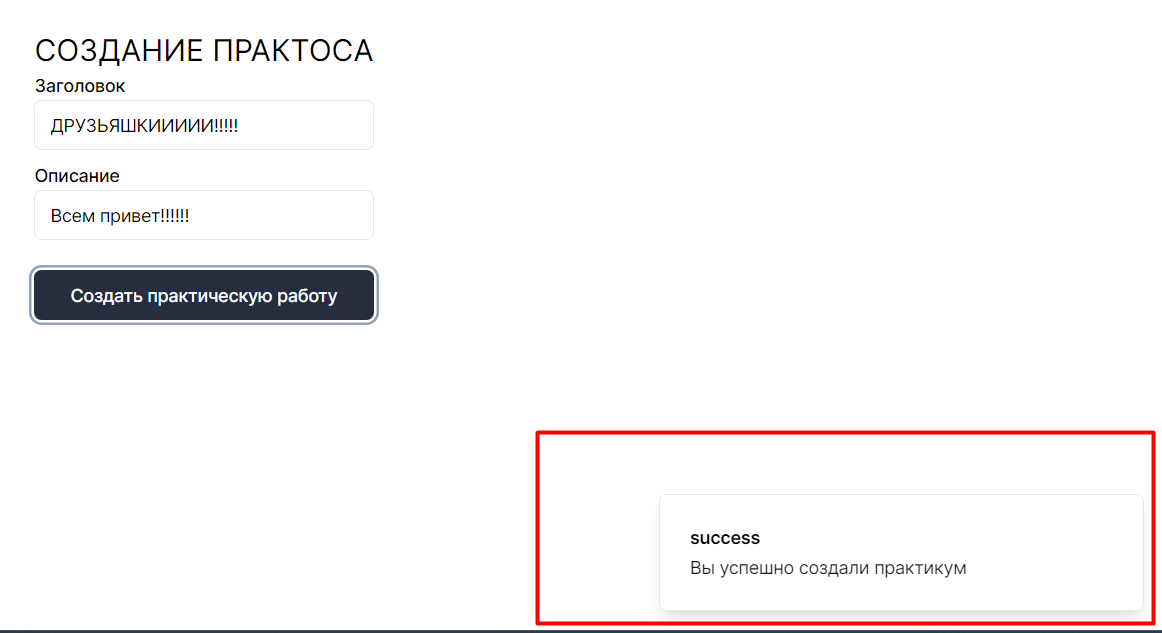 СОЗДАНИЕ ПРАКТОСА
Заголовок
ДРУЗЬЯШКИИИИИ!!!!!
Описание
Всем привет!!!!!!
Создать практическую работу
success
Вы успешно создали практикум